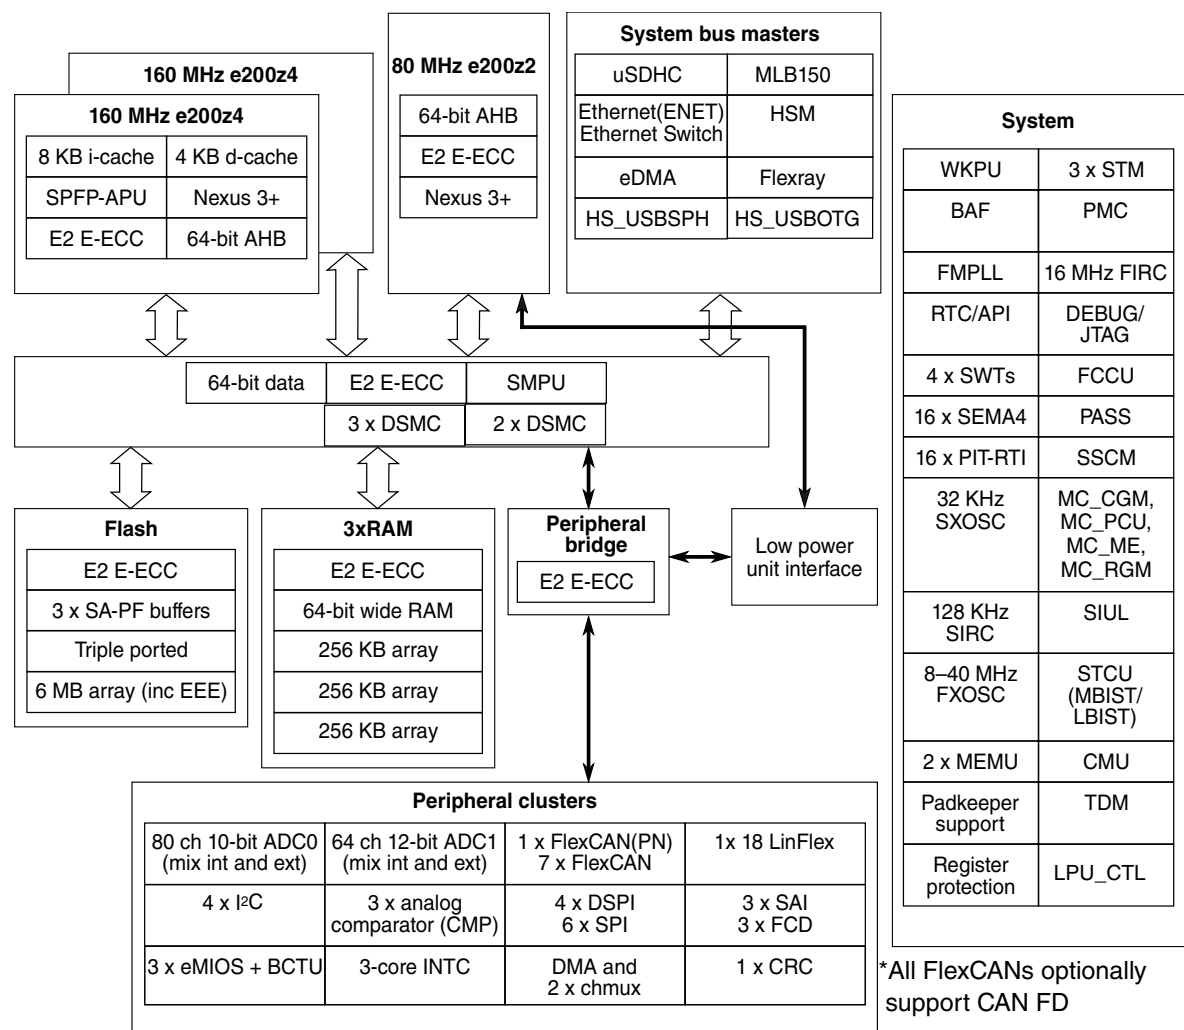 160 MHz e200z4
160 MHz e200z4
8 KB i-cache
4 KB d-cache
SPFP-APU
Nexus 3+
E2 E-ECC
64-bit AHB
80 MHz e200z2
64-bit AHB
E2 E-ECC
Nexus 3+
System bus masters
uSDHC
MLB150
Ethernet(ENET)
Ethernet Switch
HSM
eDMA
Flexray
HS_USBSPH
HS_USBOTG
64-bit data
E2 E-ECC
SMPU
3 x DSMC
2 x DSMC
Flash
E2 E-ECC
3 x SA-PF buffers
Triple ported
6 MB array (inc EEE)
3xRAM
E2 E-ECC
64-bit wide RAM
256 KB array
256 KB array
256 KB array
Peripheral
bridge
E2 E-ECC
Low power
unit interface
Peripheral clusters
80 ch 10-bit ADC0
(mix int and ext)
64 ch 12-bit ADC1
(mix int and ext)
1 x FlexCAN(PN)
7 x FlexCAN
1x 18 LinFlex
4 x I²C
3 x analog
comparator (CMP)
4 x DSPI
6 x SPI
3 x SAI
3 x FCD
3 x eMIOS + BCTU
3-core INTC
DMA and
2 x chmux
1 x CRC
System
WKPU
3 x STM
BAF
PMC
FMPLL
16 MHz FIRC
RTC/API
DEBUG/
JTAG
4 x SWTs
FCCU
16 x SEMA4
PASS
16 x PIT-RTI
SSCM
32 KHz
SXOSC
MC_CGM,
MC_PCU,
MC_ME,
MC_RGM
128 KHz
SIRC
SIUL
8–40 MHz
FXOSC
STCU
(MBIST/
LBIST)
2 x MEMU
CMU
Padkeeper
support
TDM
Register
protection
LPU_CTL
*All FlexCANs optionally
support CAN FD